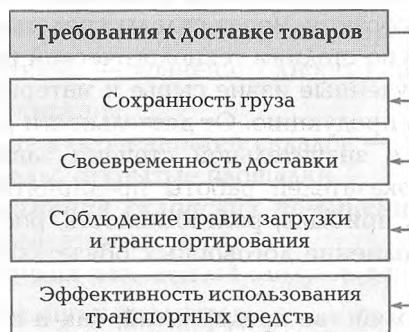 Требования к доставке товаров
Сохранность груза
Своевременность доставки
Соблюдение правил загрузки
и транспортирования
Эффективность использования
транспортных средств